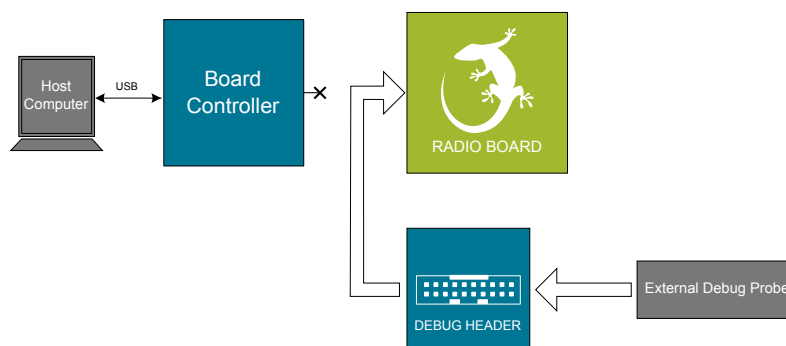 Host
Computer
USB
Board
Controller
RADIO BOARD
DEBUG HEADER
External Debug Probe